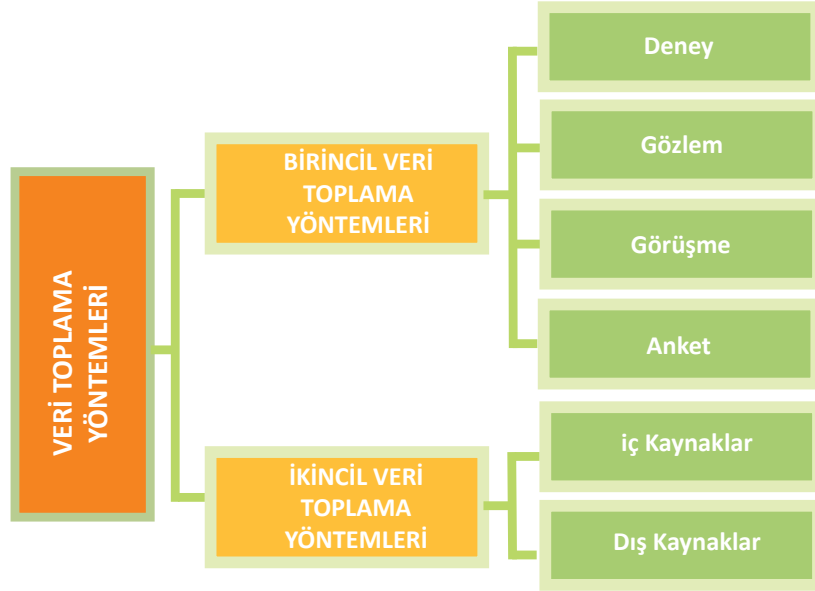 VERİ TOPLAMA
YÖNTEMLERİ
BİRİNCİL VERİ
TOPLAMA
YÖNTEMLERİ
Deney
Gözlem
Görüşme
Anket
İKİNCİL VERİ
TOPLAMA
YÖNTEMLERİ
iç Kaynaklar
Dış Kaynaklar